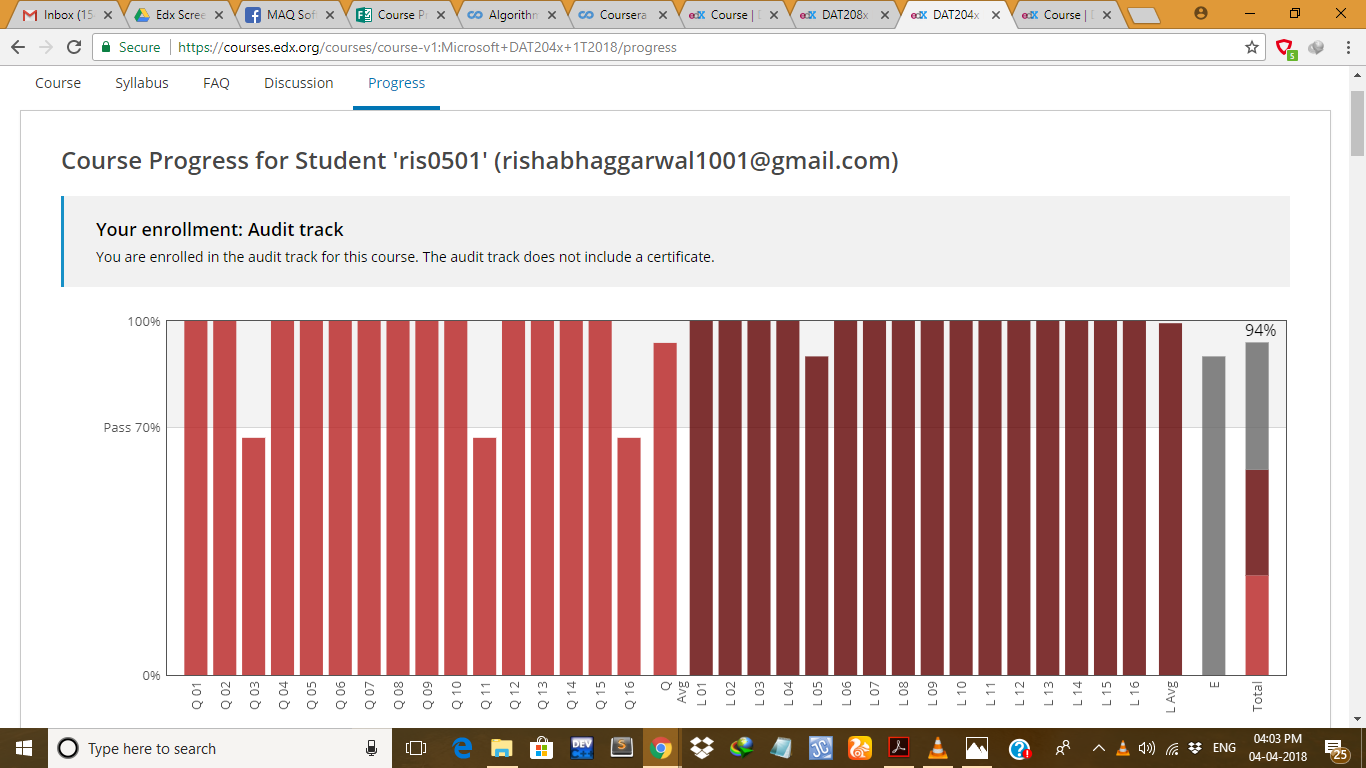 Inbox (15
Edx Scree
MAQ Sof
Course Pr
Algorithm
Coursera
Course | E
DAT208x
DAT204x
Course | E
Secure
https://courses.edx.org/courses/course-v1:Microsoft+DAT204x+1T2018/progress
Course
Syllabus
FAQ
Discussion
Progress
Course Progress for Student 'ris0501' (rishabhaggarwal1001@gmail.com)
Your enrollment: Audit track
You are enrolled in the audit track for this course. The audit track does not include a certificate.
100%
94%
Pass 70%
0%
Q 01
Q 02
Q 03
Q 04
Q 05
Q 06
Q 07
Q 08
Q 09
Q 10
Q 11
Q 12
Q 13
Q 14
Q 15
Q 16
Q
Avg
L 01
L 02
L 03
L 04
L 05
L 06
L 07
L 08
L 09
L 10
L 11
L 12
L 13
L 14
L 15
L 16
L Avg
E
Total
Type here to search
DEV
ENG
04:03 PM
04-04-2018
25